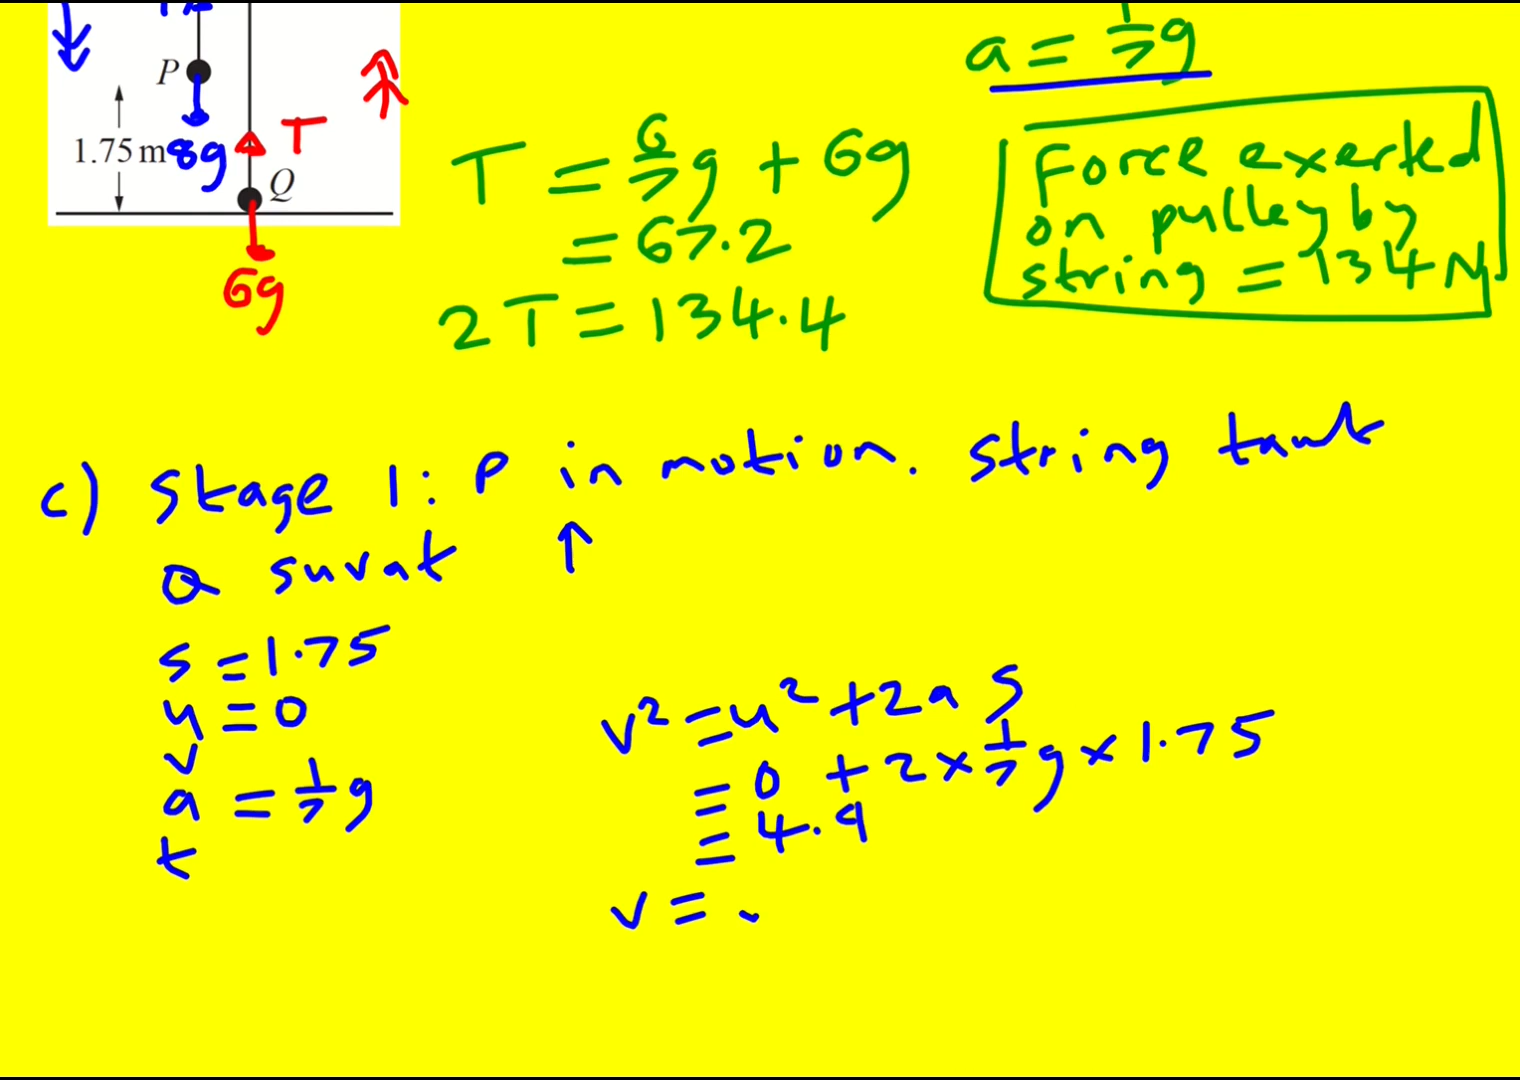 P
1.75 m
8g
T
Q
6g
a = 1/7 g
T = 6/7 g + 6g
= 67.2
2T = 134.4
Force exerted
on pulley by
string = 134 N
c) Stage 1: P in motion. string taut
Q suvat ↑
s = 1.75
u = 0
v
a = 1/7 g
t
v² = u² + 2as
= 0 + 2 × 1/7 g × 1.75
= 4.9
v =